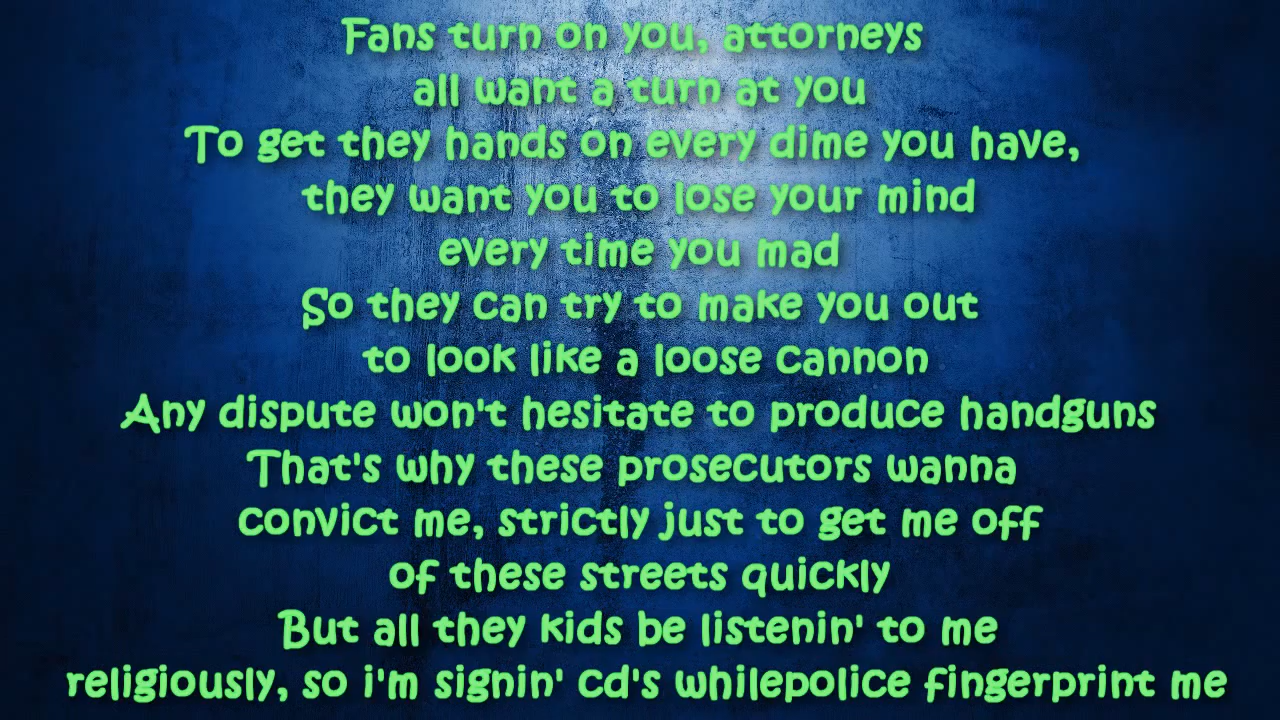 Fans turn on you, attorneys
all want a turn at you
To get they hands on every dime you have,
they want you to lose your mind
every time you mad
So they can try to make you out
to look like a loose cannon
Any dispute won't hesitate to produce handguns
That's why these prosecutors wanna
convict me, strictly just to get me off
of these streets quickly
But all they kids be listenin' to me
religiously, so i'm signin' cd's whilepolice fingerprint me